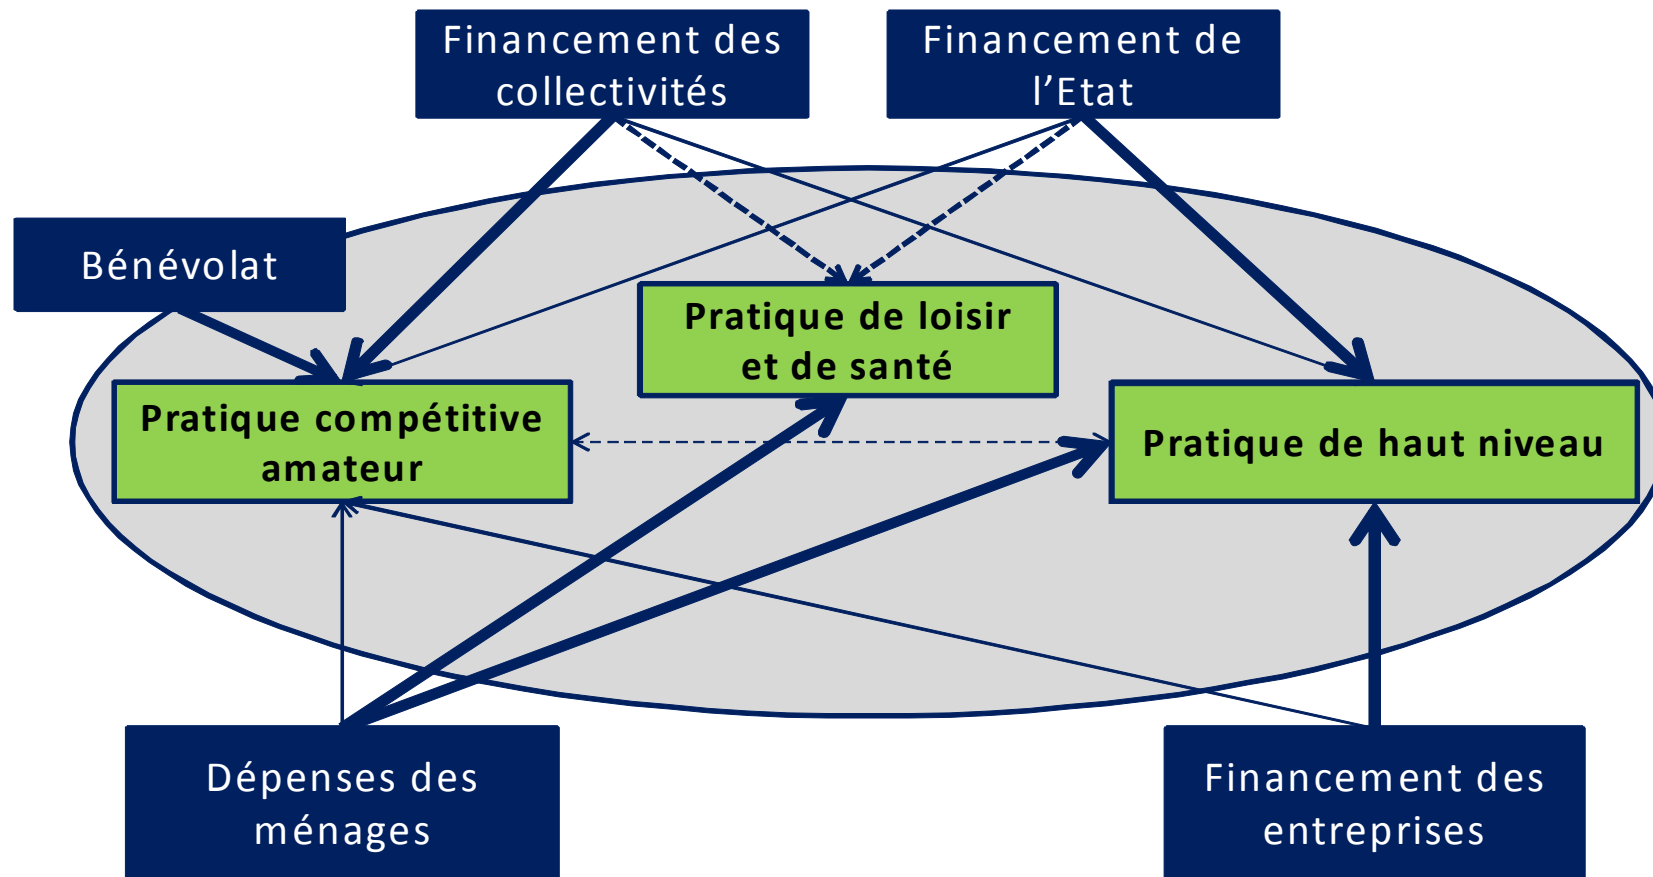 Financement des
collectivités
Financement de
l’Etat
Bénévolat
Pratique de loisir
et de santé
Pratique compétitive
amateur
Pratique de haut niveau
Dépenses des
ménages
Financement des
entreprises